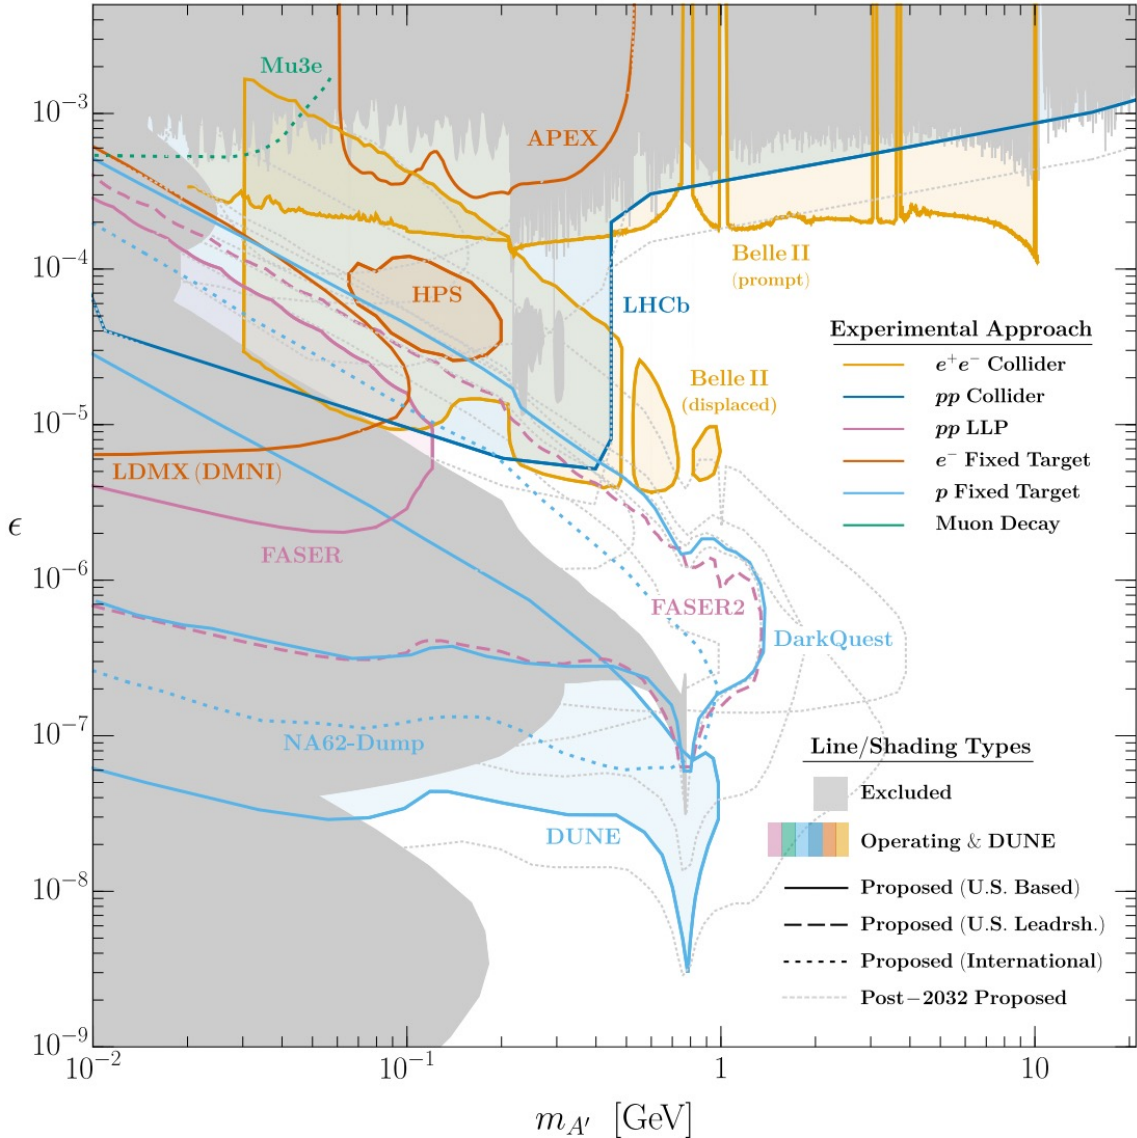 Mu3e
10⁻³
APEX
10⁻⁴
HPS
LHCb
Belle II
(prompt)
Experimental Approach
e⁺e⁻ Collider
Belle II
(displaced)
pp Collider
10⁻⁵
pp LLP
LDMX (DMNI)
e⁻ Fixed Target
p Fixed Target
ϵ
Muon Decay
FASER
10⁻⁶
FASER2
DarkQuest
10⁻⁷
NA62-Dump
Line/Shading Types
Excluded
DUNE
Operating & DUNE
10⁻⁸
Proposed (U.S. Based)
Proposed (U.S. Leadrsh.)
Proposed (International)
Post−2032 Proposed
10⁻⁹
10⁻² 10⁻¹ 1 10
m_{A′} [GeV]